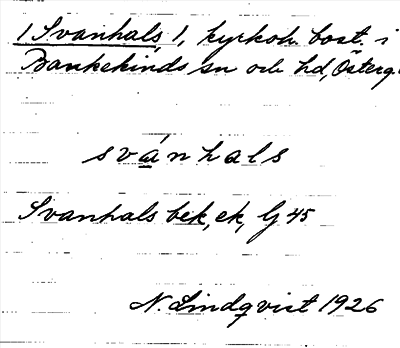 1 Svanhals 1, kyrkoh. bost. i
Bankekinds sn och hd, Österg.
svánhals
Svanhals bek, ek, G 45
N. Lindqvist 1926